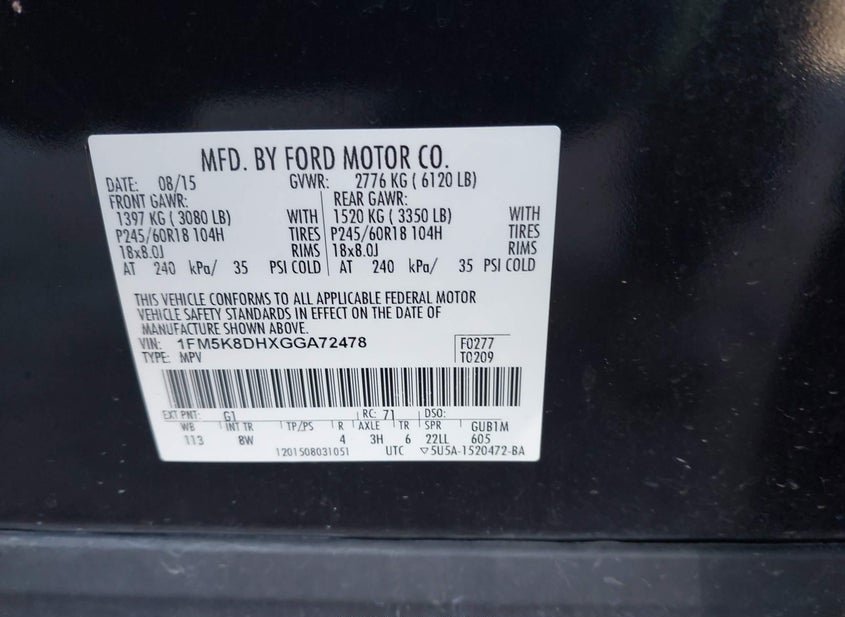 MFD. BY FORD MOTOR CO.
DATE: 08/15 GVWR: 2776 KG ( 6120 LB)
FRONT GAWR: REAR GAWR:
1397 KG ( 3080 LB) WITH 1520 KG ( 3350 LB) WITH
P245/60R18 104H TIRES P245/60R18 104H TIRES
18x8.0J RIMS 18x8.0J RIMS
AT 240 kPa/ 35 PSI COLD AT 240 kPa/ 35 PSI COLD
THIS VEHICLE CONFORMS TO ALL APPLICABLE FEDERAL MOTOR
VEHICLE SAFETY STANDARDS IN EFFECT ON THE DATE OF
MANUFACTURE SHOWN ABOVE.
VIN: 1FM5K8DHXGGA72478 F0277
TYPE: MPV T0209
EXT PNT: G1 RC: 71 DSO:
WB INT TR TP/PS R AXLE TR SPR GUB1M
113 8W 4 3H 6 22LL 605
1201508031051 UTC ▽5U5A-1520472-BA